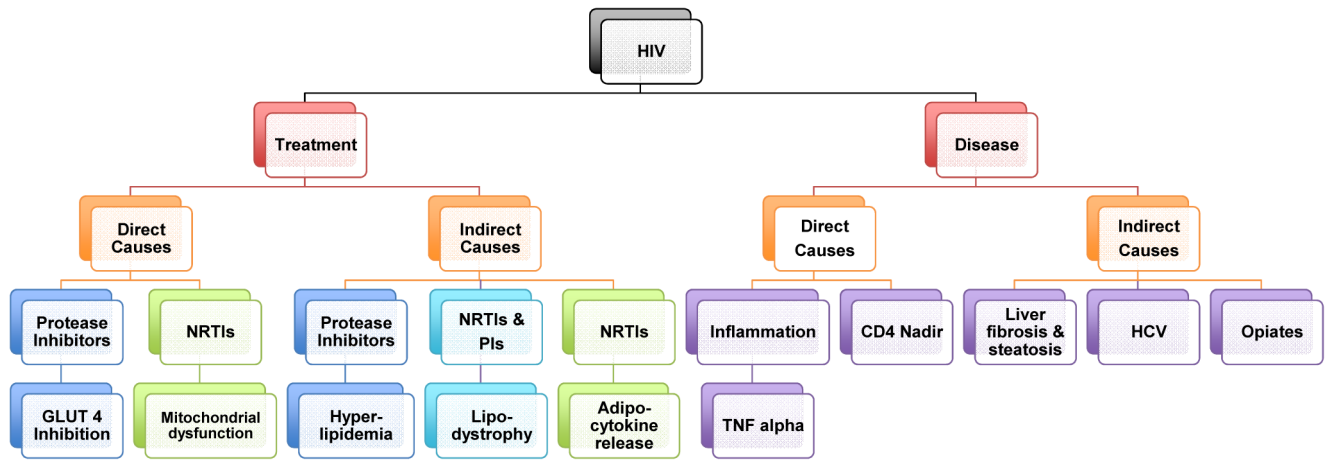 HIV
Treatment
Disease
Direct
Causes
Indirect
Causes
Direct
Causes
Indirect
Causes
Protease
Inhibitors
NRTIs
Protease
Inhibitors
NRTIs &
PIs
NRTIs
Inflammation
CD4 Nadir
Liver
fibrosis &
steatosis
HCV
Opiates
GLUT 4
Inhibition
Mitochondrial
dysfunction
Hyper-
lipidemia
Lipo-
dystrophy
Adipo-
cytokine
release
TNF alpha